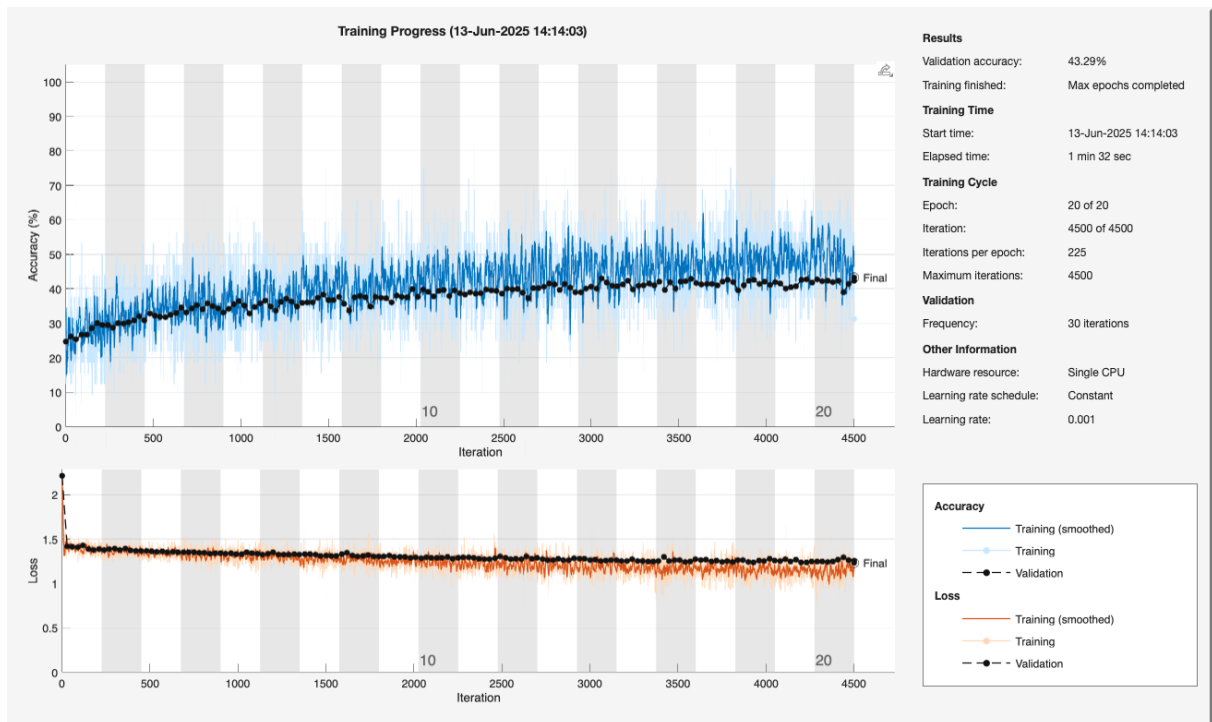 Training Progress (13-Jun-2025 14:14:03)
100
90
80
70
60
50
40
30
20
10
0
Accuracy (%)
Final
10
20
0
500
1000
1500
2000
2500
3000
3500
4000
4500
Iteration
2
1.5
1
0.5
0
Loss
Final
10
20
0
500
1000
1500
2000
2500
3000
3500
4000
4500
Iteration
Results
Validation accuracy: 43.29%
Training finished: Max epochs completed
Training Time
Start time: 13-Jun-2025 14:14:03
Elapsed time: 1 min 32 sec
Training Cycle
Epoch: 20 of 20
Iteration: 4500 of 4500
Iterations per epoch: 225
Maximum iterations: 4500
Validation
Frequency: 30 iterations
Other Information
Hardware resource: Single CPU
Learning rate schedule: Constant
Learning rate: 0.001
Accuracy
Training (smoothed)
Training
Validation
Loss
Training (smoothed)
Training
Validation